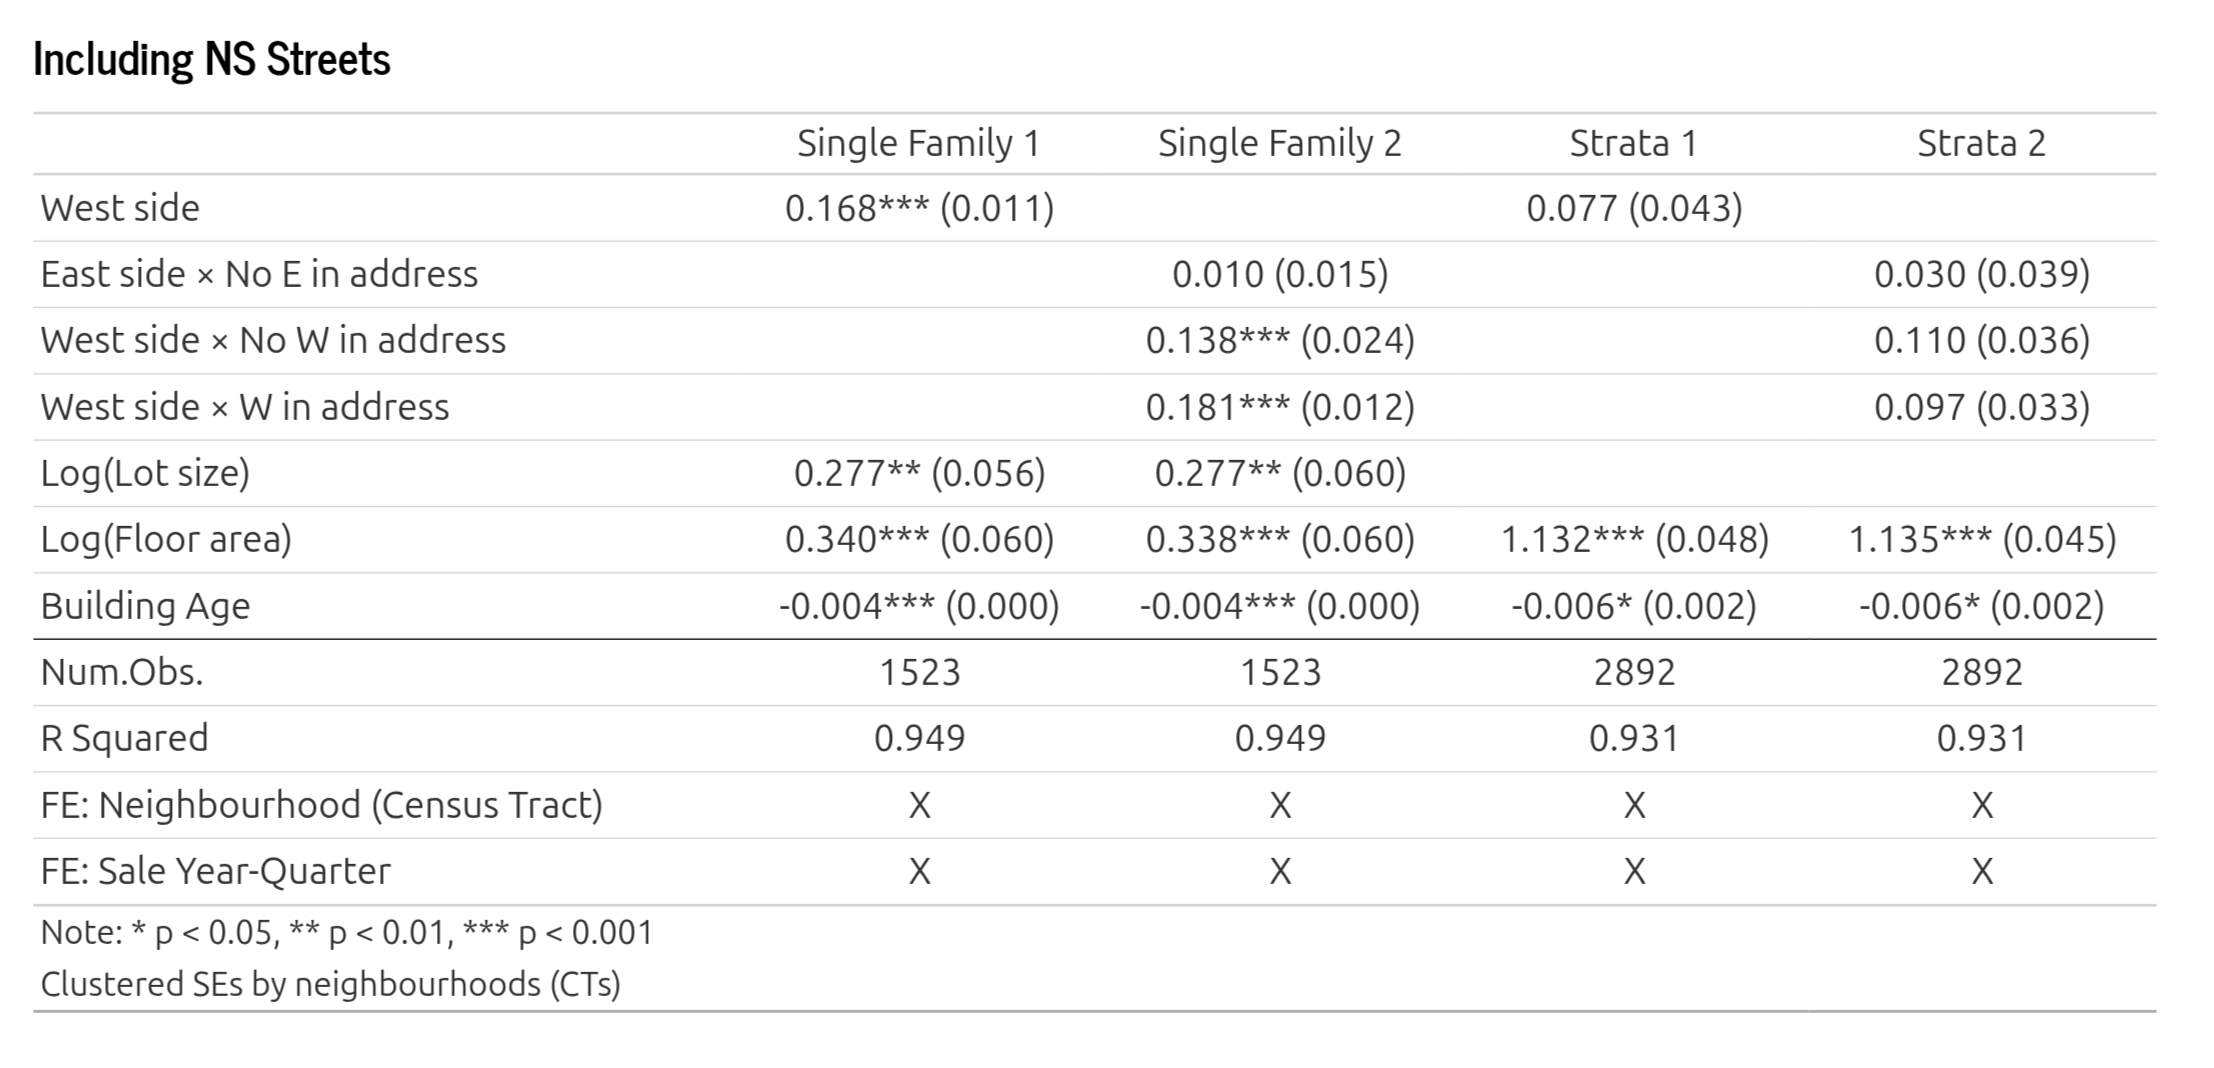 Including NS Streets
Single Family 1 Single Family 2 Strata 1 Strata 2
West side 0.168*** (0.011) 0.077 (0.043)
East side × No E in address 0.010 (0.015) 0.030 (0.039)
West side × No W in address 0.138*** (0.024) 0.110 (0.036)
West side × W in address 0.181*** (0.012) 0.097 (0.033)
Log(Lot size) 0.277** (0.056) 0.277** (0.060)
Log(Floor area) 0.340*** (0.060) 0.338*** (0.060) 1.132*** (0.048) 1.135*** (0.045)
Building Age -0.004*** (0.000) -0.004*** (0.000) -0.006* (0.002) -0.006* (0.002)
Num.Obs. 1523 1523 2892 2892
R Squared 0.949 0.949 0.931 0.931
FE: Neighbourhood (Census Tract) X X X X
FE: Sale Year-Quarter X X X X
Note: * p < 0.05, ** p < 0.01, *** p < 0.001
Clustered SEs by neighbourhoods (CTs)